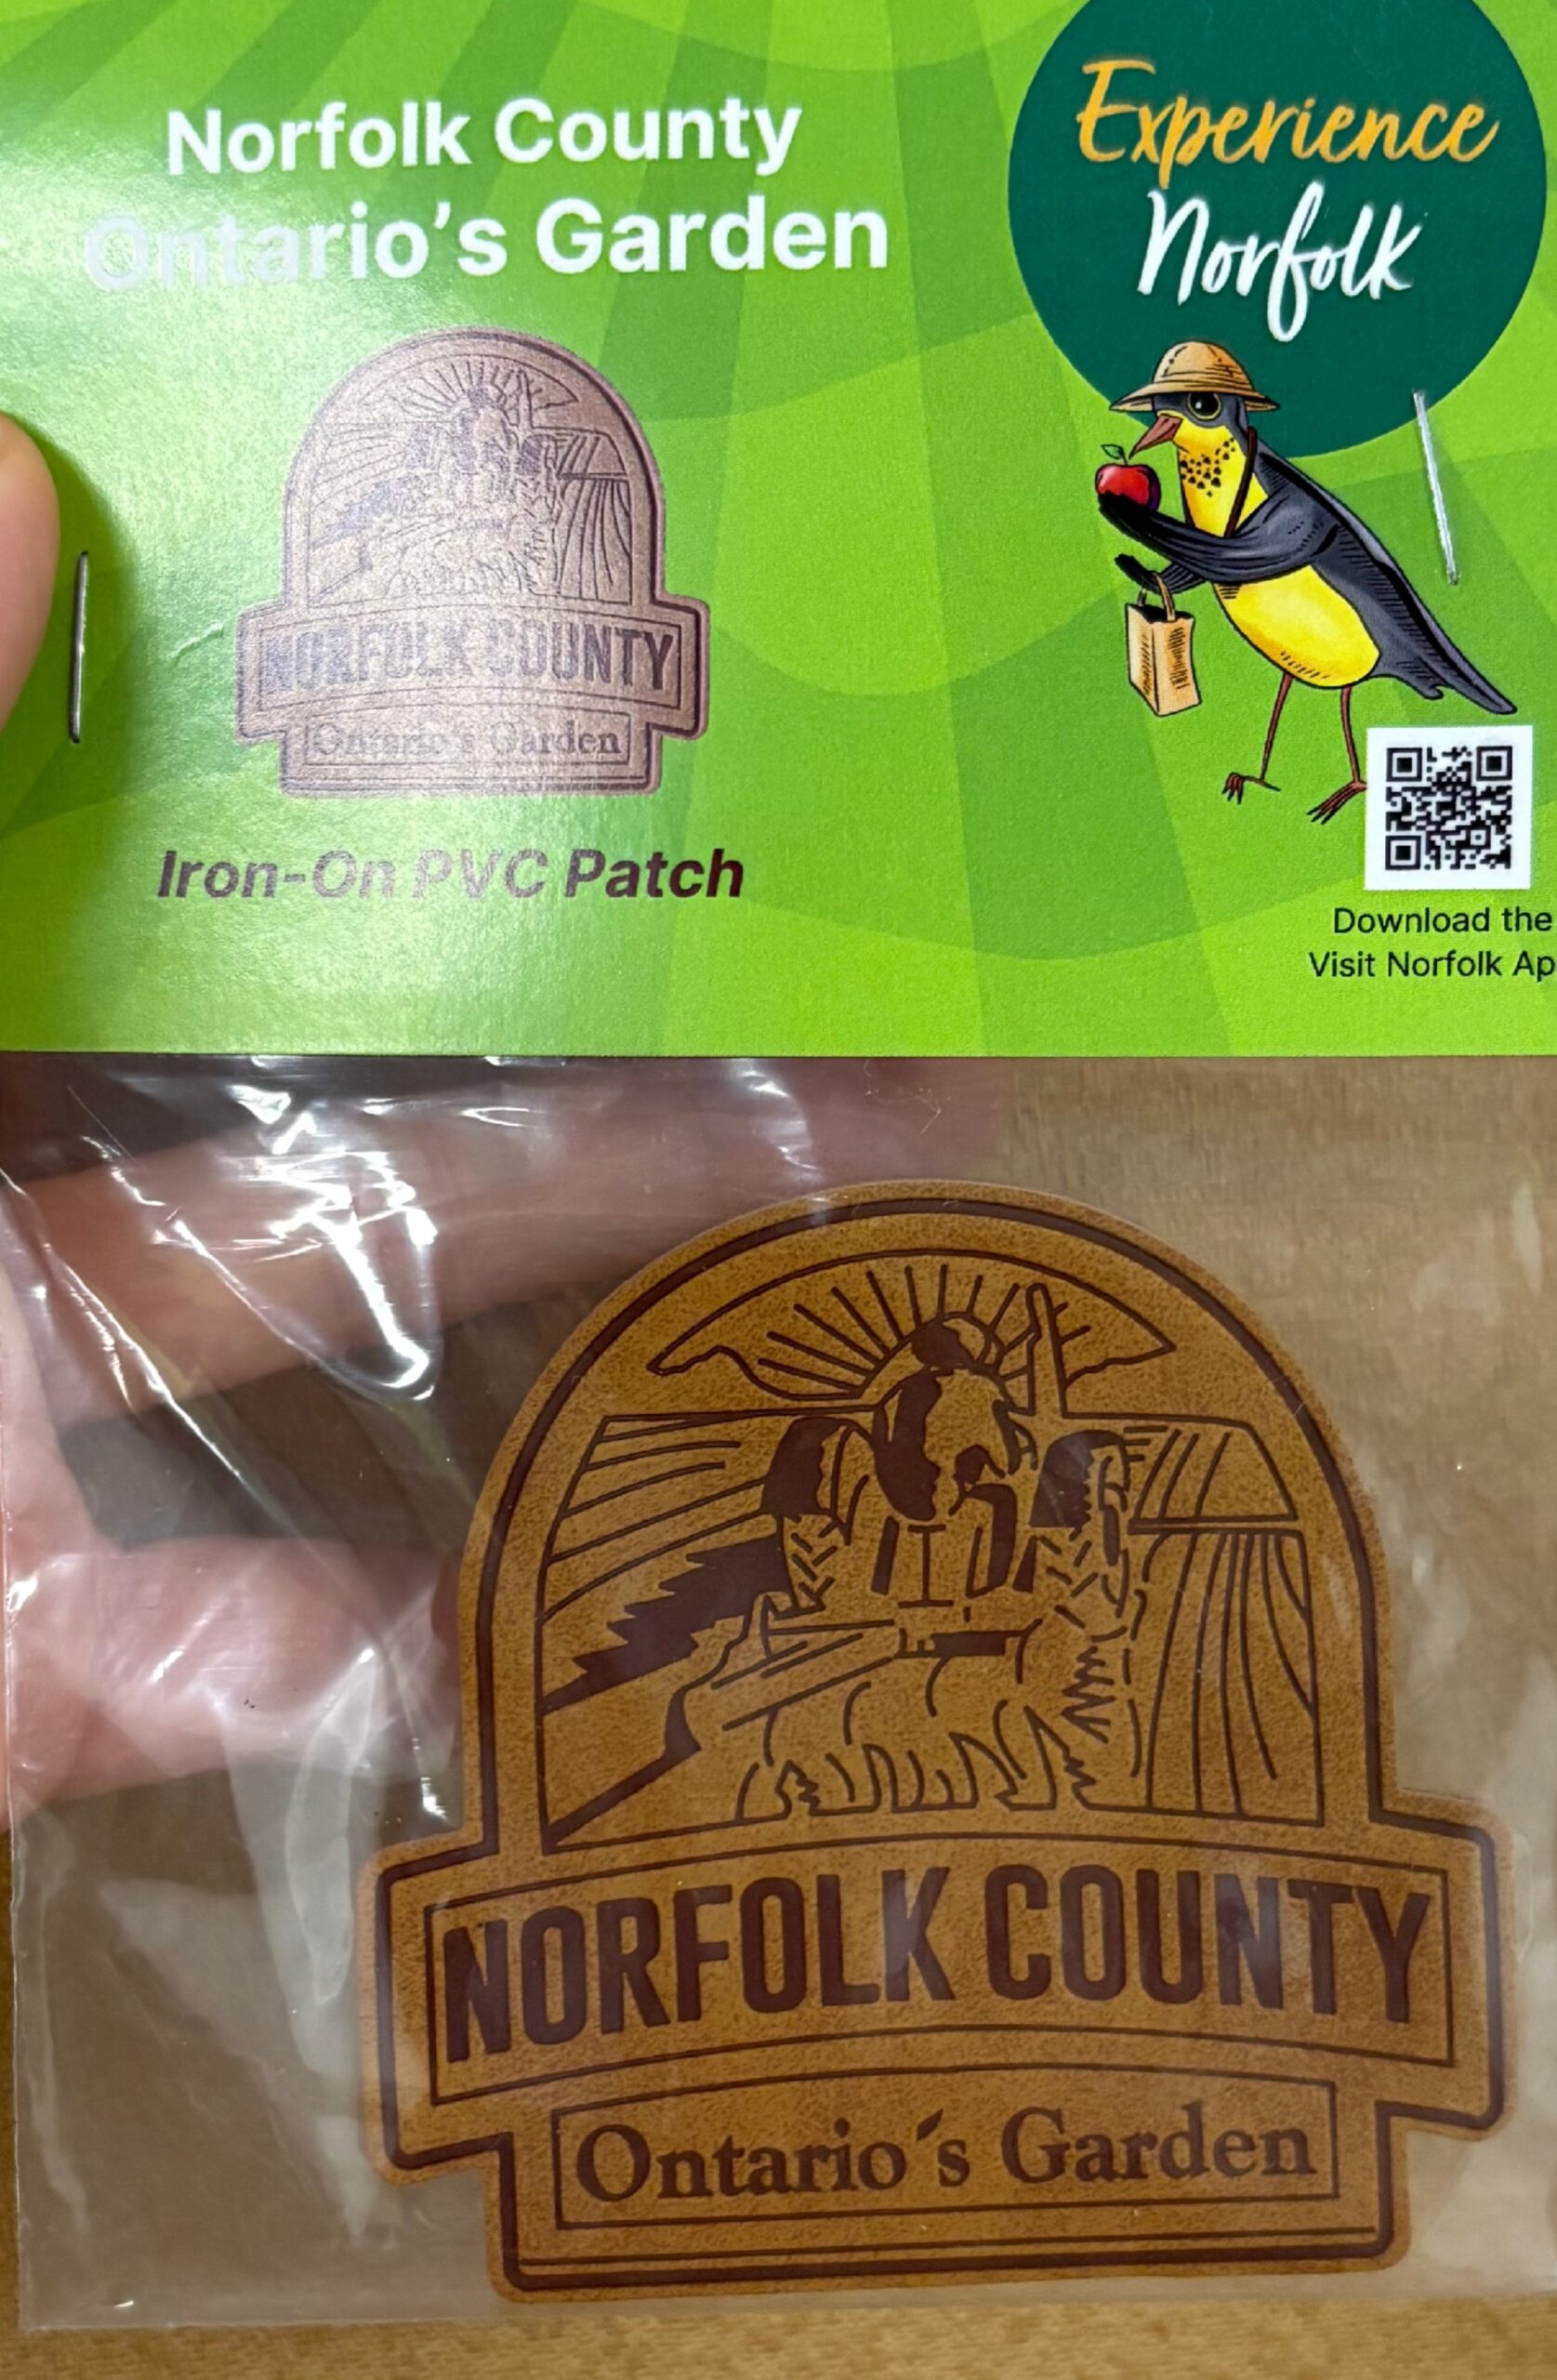 Norfolk County
Ontario's Garden
Experience
Norfolk
NORFOLK COUNTY
Ontario's Garden
Iron-On PVC Patch
Download the
Visit Norfolk Ap
NORFOLK COUNTY
Ontario´s Garden